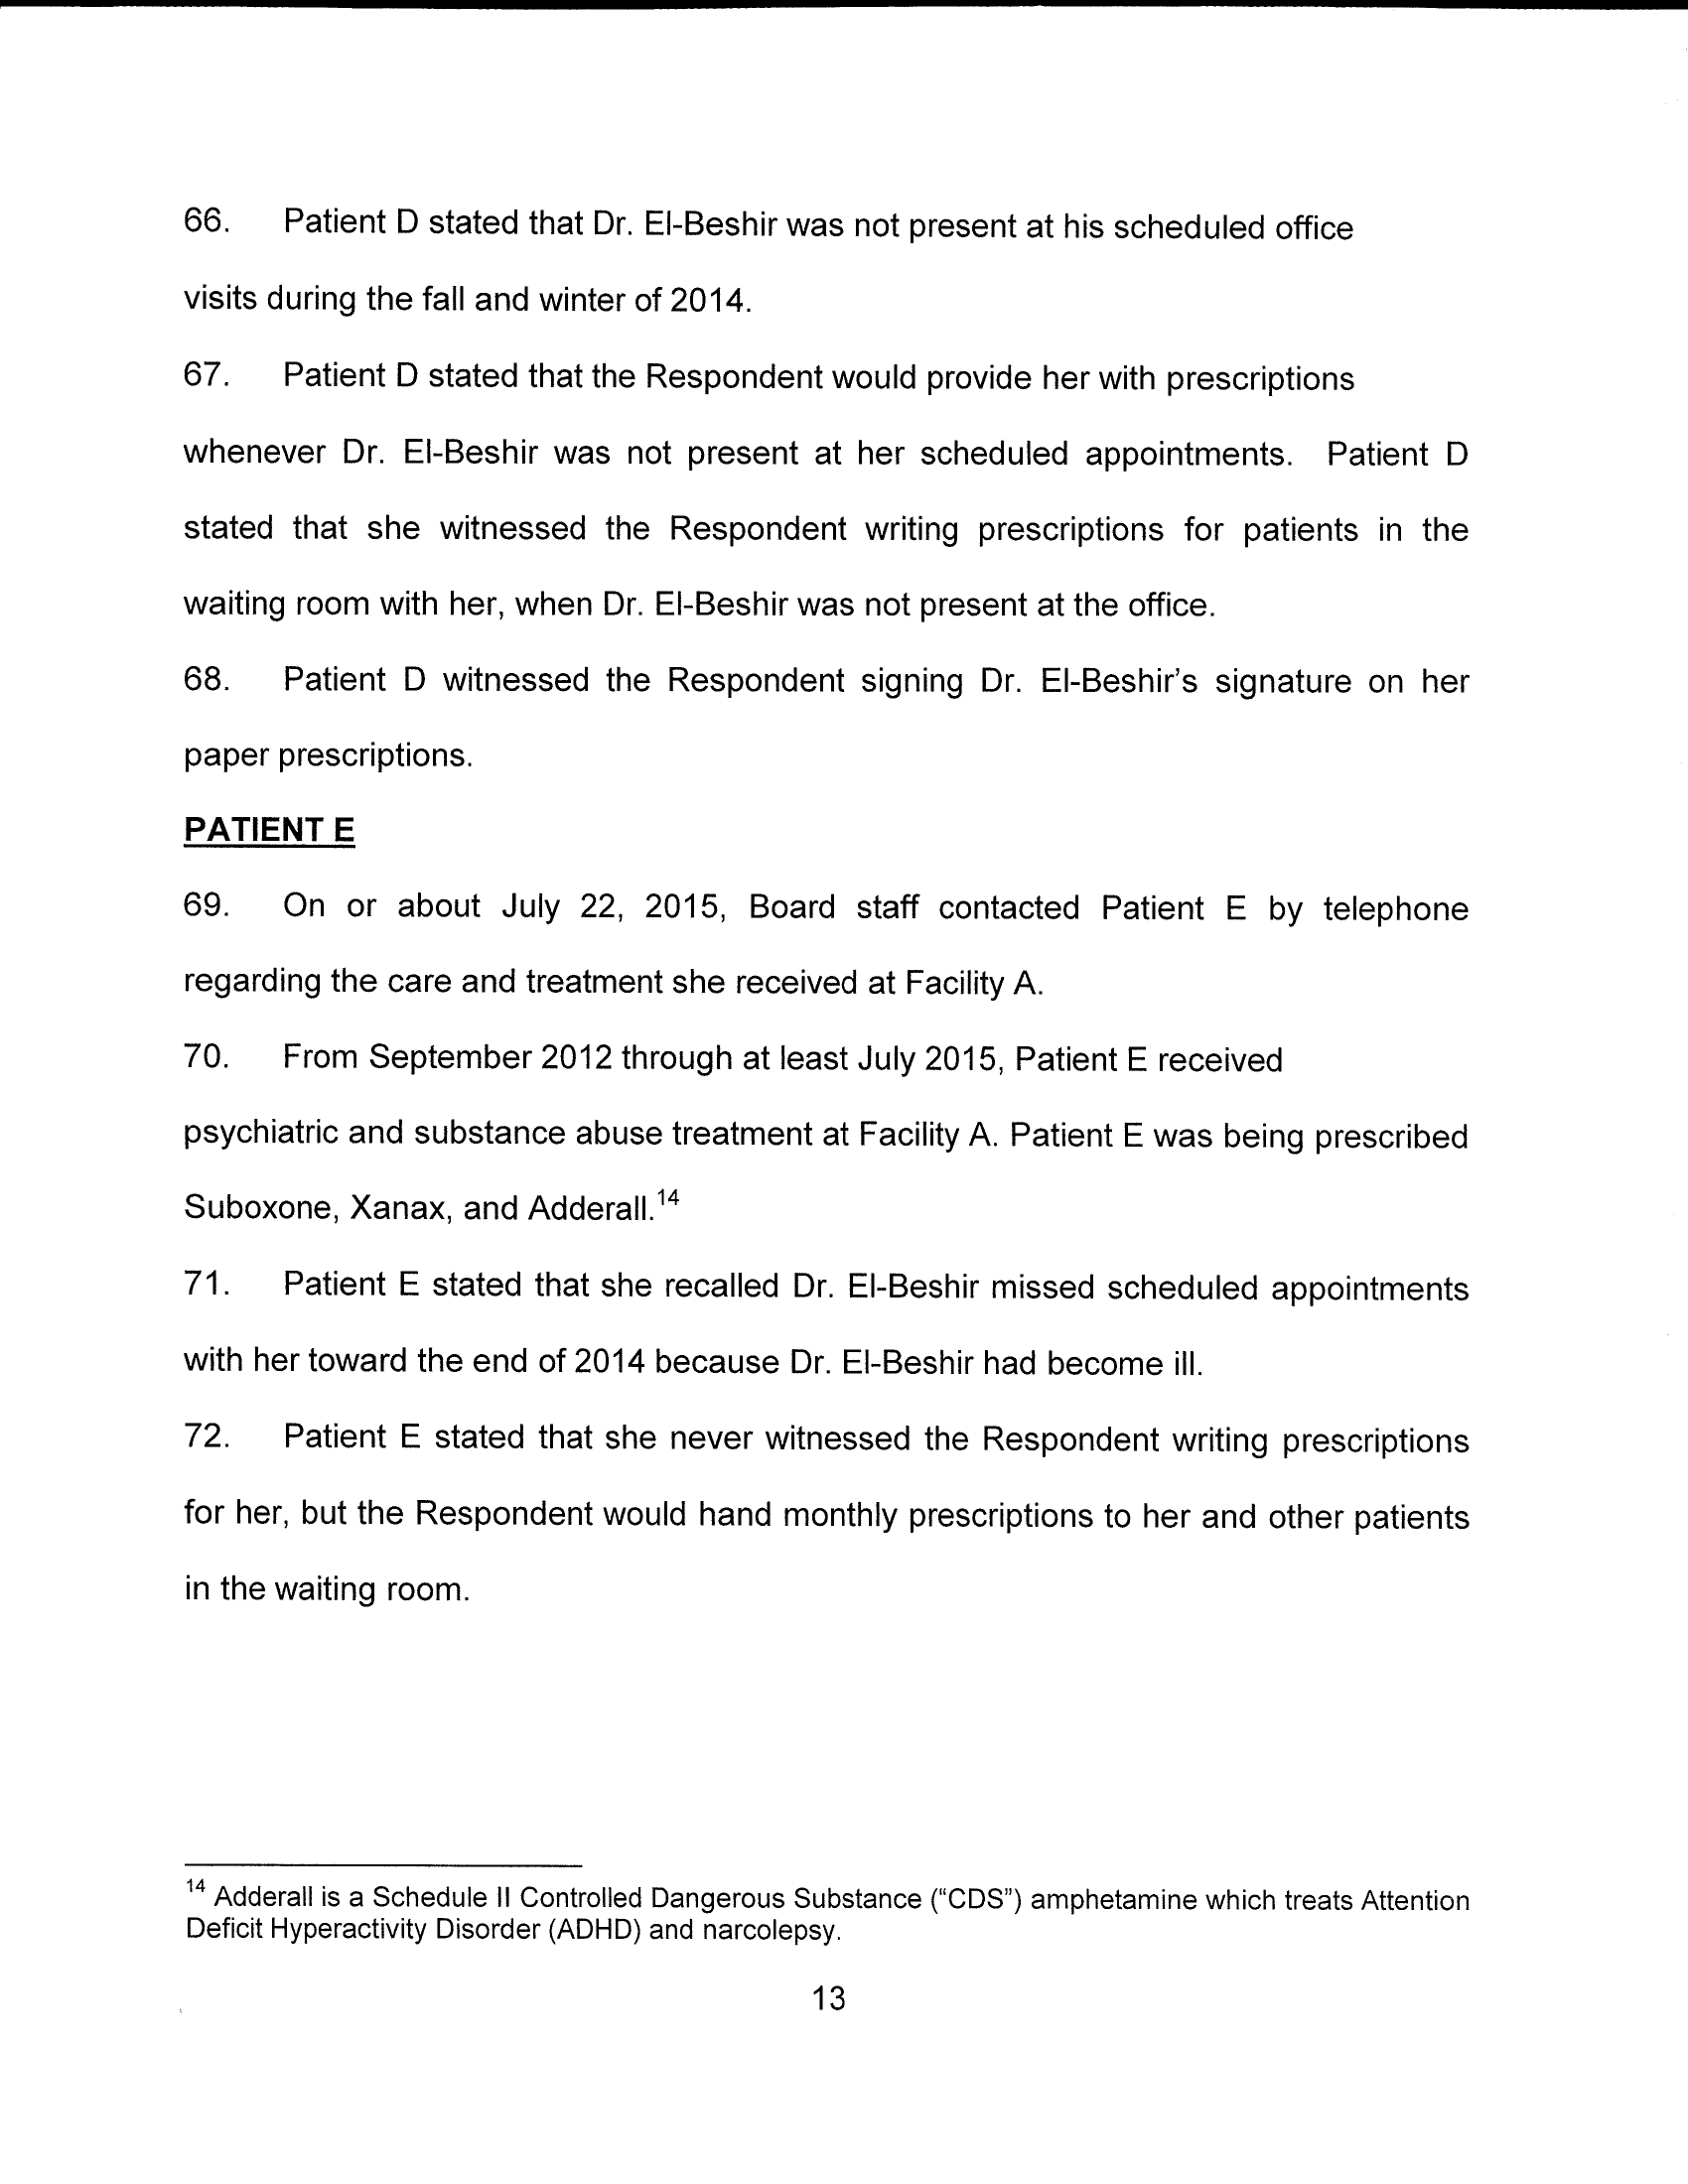 66. Patient D stated that Dr. El-Beshir was not present at his scheduled office
visits during the fall and winter of 2014.
67. Patient D stated that the Respondent would provide her with prescriptions
whenever Dr. El-Beshir was not present at her scheduled appointments. Patient D
stated that she witnessed the Respondent writing prescriptions for patients in the
waiting room with her, when Dr. El-Beshir was not present at the office.
68. Patient D witnessed the Respondent signing Dr. El-Beshir's signature on her
paper prescriptions.
PATIENT E
69. On or about July 22, 2015, Board staff contacted Patient E by telephone
regarding the care and treatment she received at Facility A.
70. From September 2012 through at least July 2015, Patient E received
psychiatric and substance abuse treatment at Facility A. Patient E was being prescribed
Suboxone, Xanax, and Adderall.14
71. Patient E stated that she recalled Dr. El-Beshir missed scheduled appointments
with her toward the end of 2014 because Dr. El-Beshir had become ill.
72. Patient E stated that she never witnessed the Respondent writing prescriptions
for her, but the Respondent would hand monthly prescriptions to her and other patients
in the waiting room.
14 Adderall is a Schedule II Controlled Dangerous Substance ("CDS") amphetamine which treats Attention
Deficit Hyperactivity Disorder (ADHD) and narcolepsy.
13